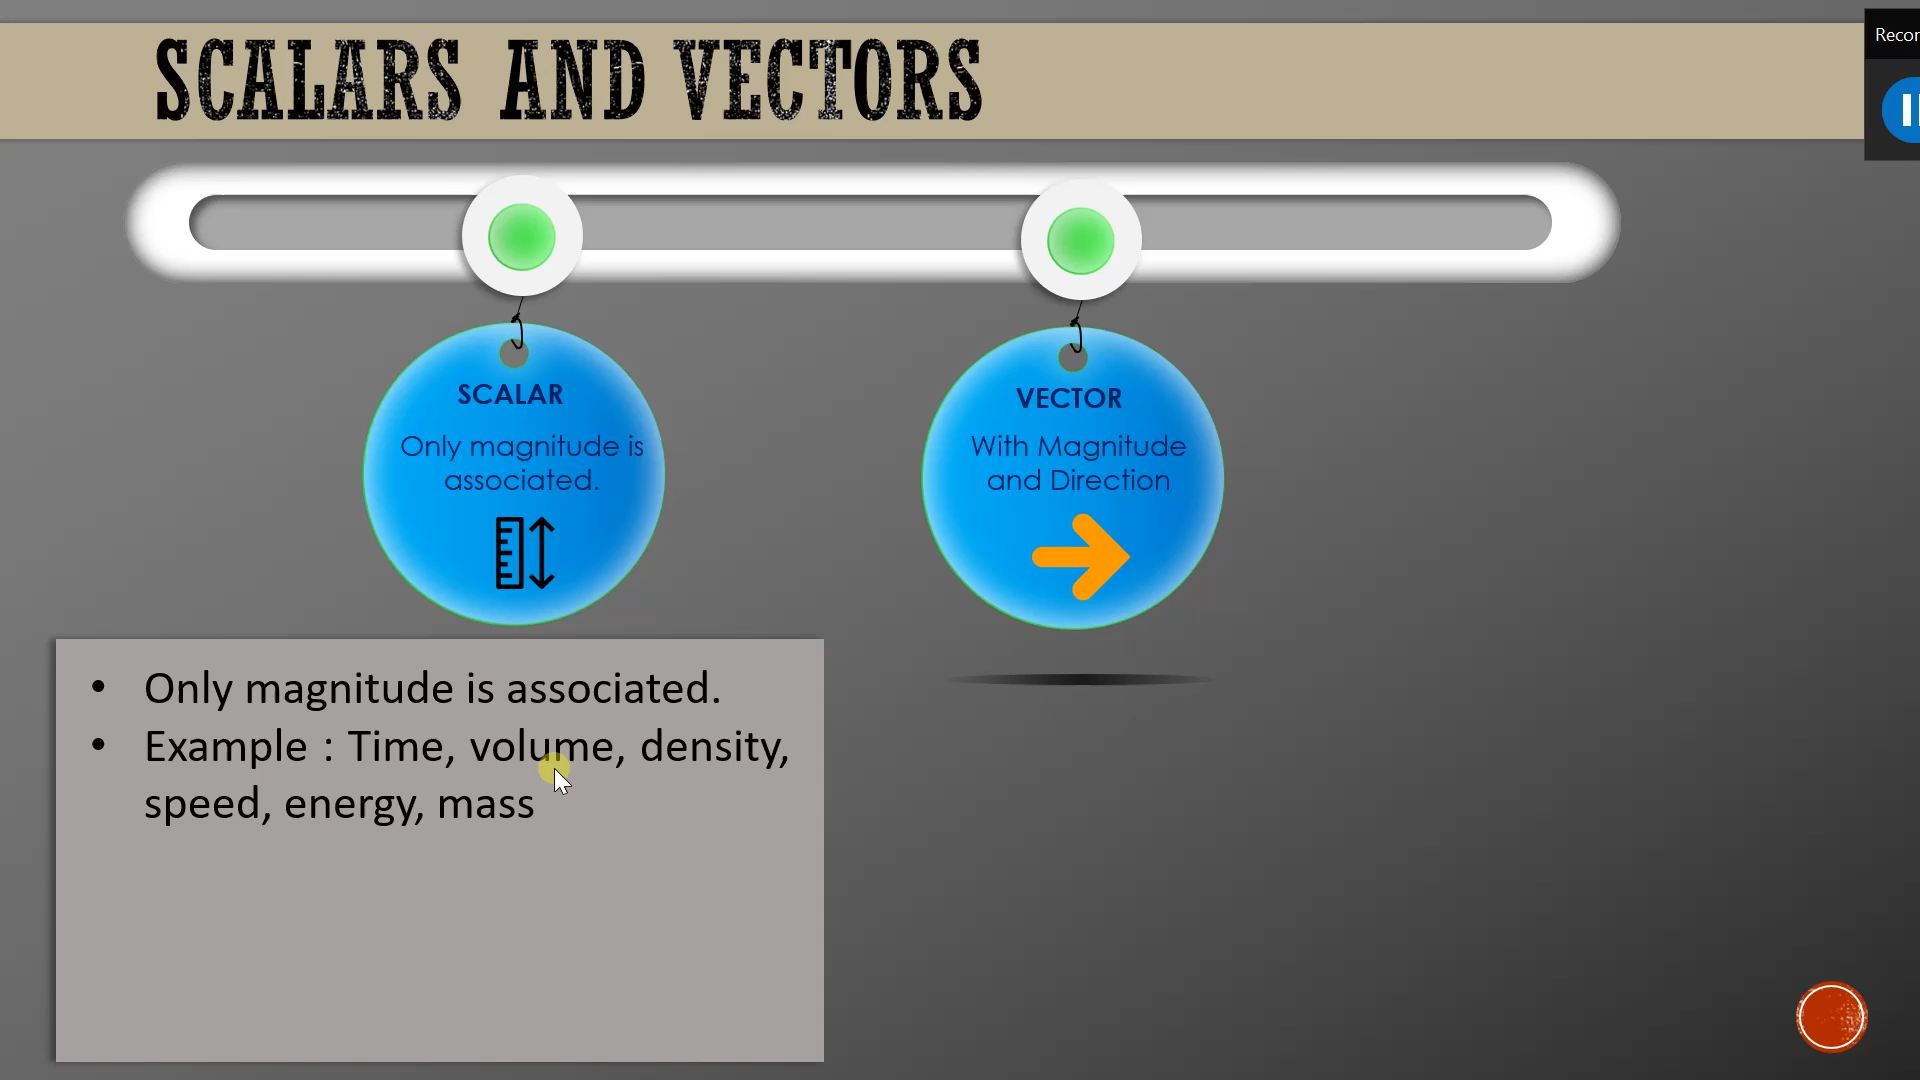 SCALARS AND VECTORS
Recor
SCALAR
Only magnitude is
associated.
VECTOR
With Magnitude
and Direction
• Only magnitude is associated.
• Example : Time, volume, density,
speed, energy, mass